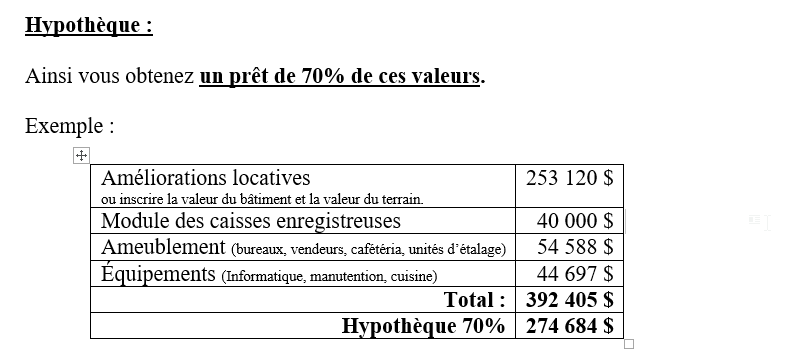 Hypothèque :
Ainsi vous obtenez un prêt de 70% de ces valeurs.
Exemple :
Améliorations locatives 253 120 $
ou inscrire la valeur du bâtiment et la valeur du terrain.
Module des caisses enregistreuses 40 000 $
Ameublement (bureaux, vendeurs, cafétéria, unités d'étalage) 54 588 $
Équipements (Informatique, manutention, cuisine) 44 697 $
Total : 392 405 $
Hypothèque 70% 274 684 $